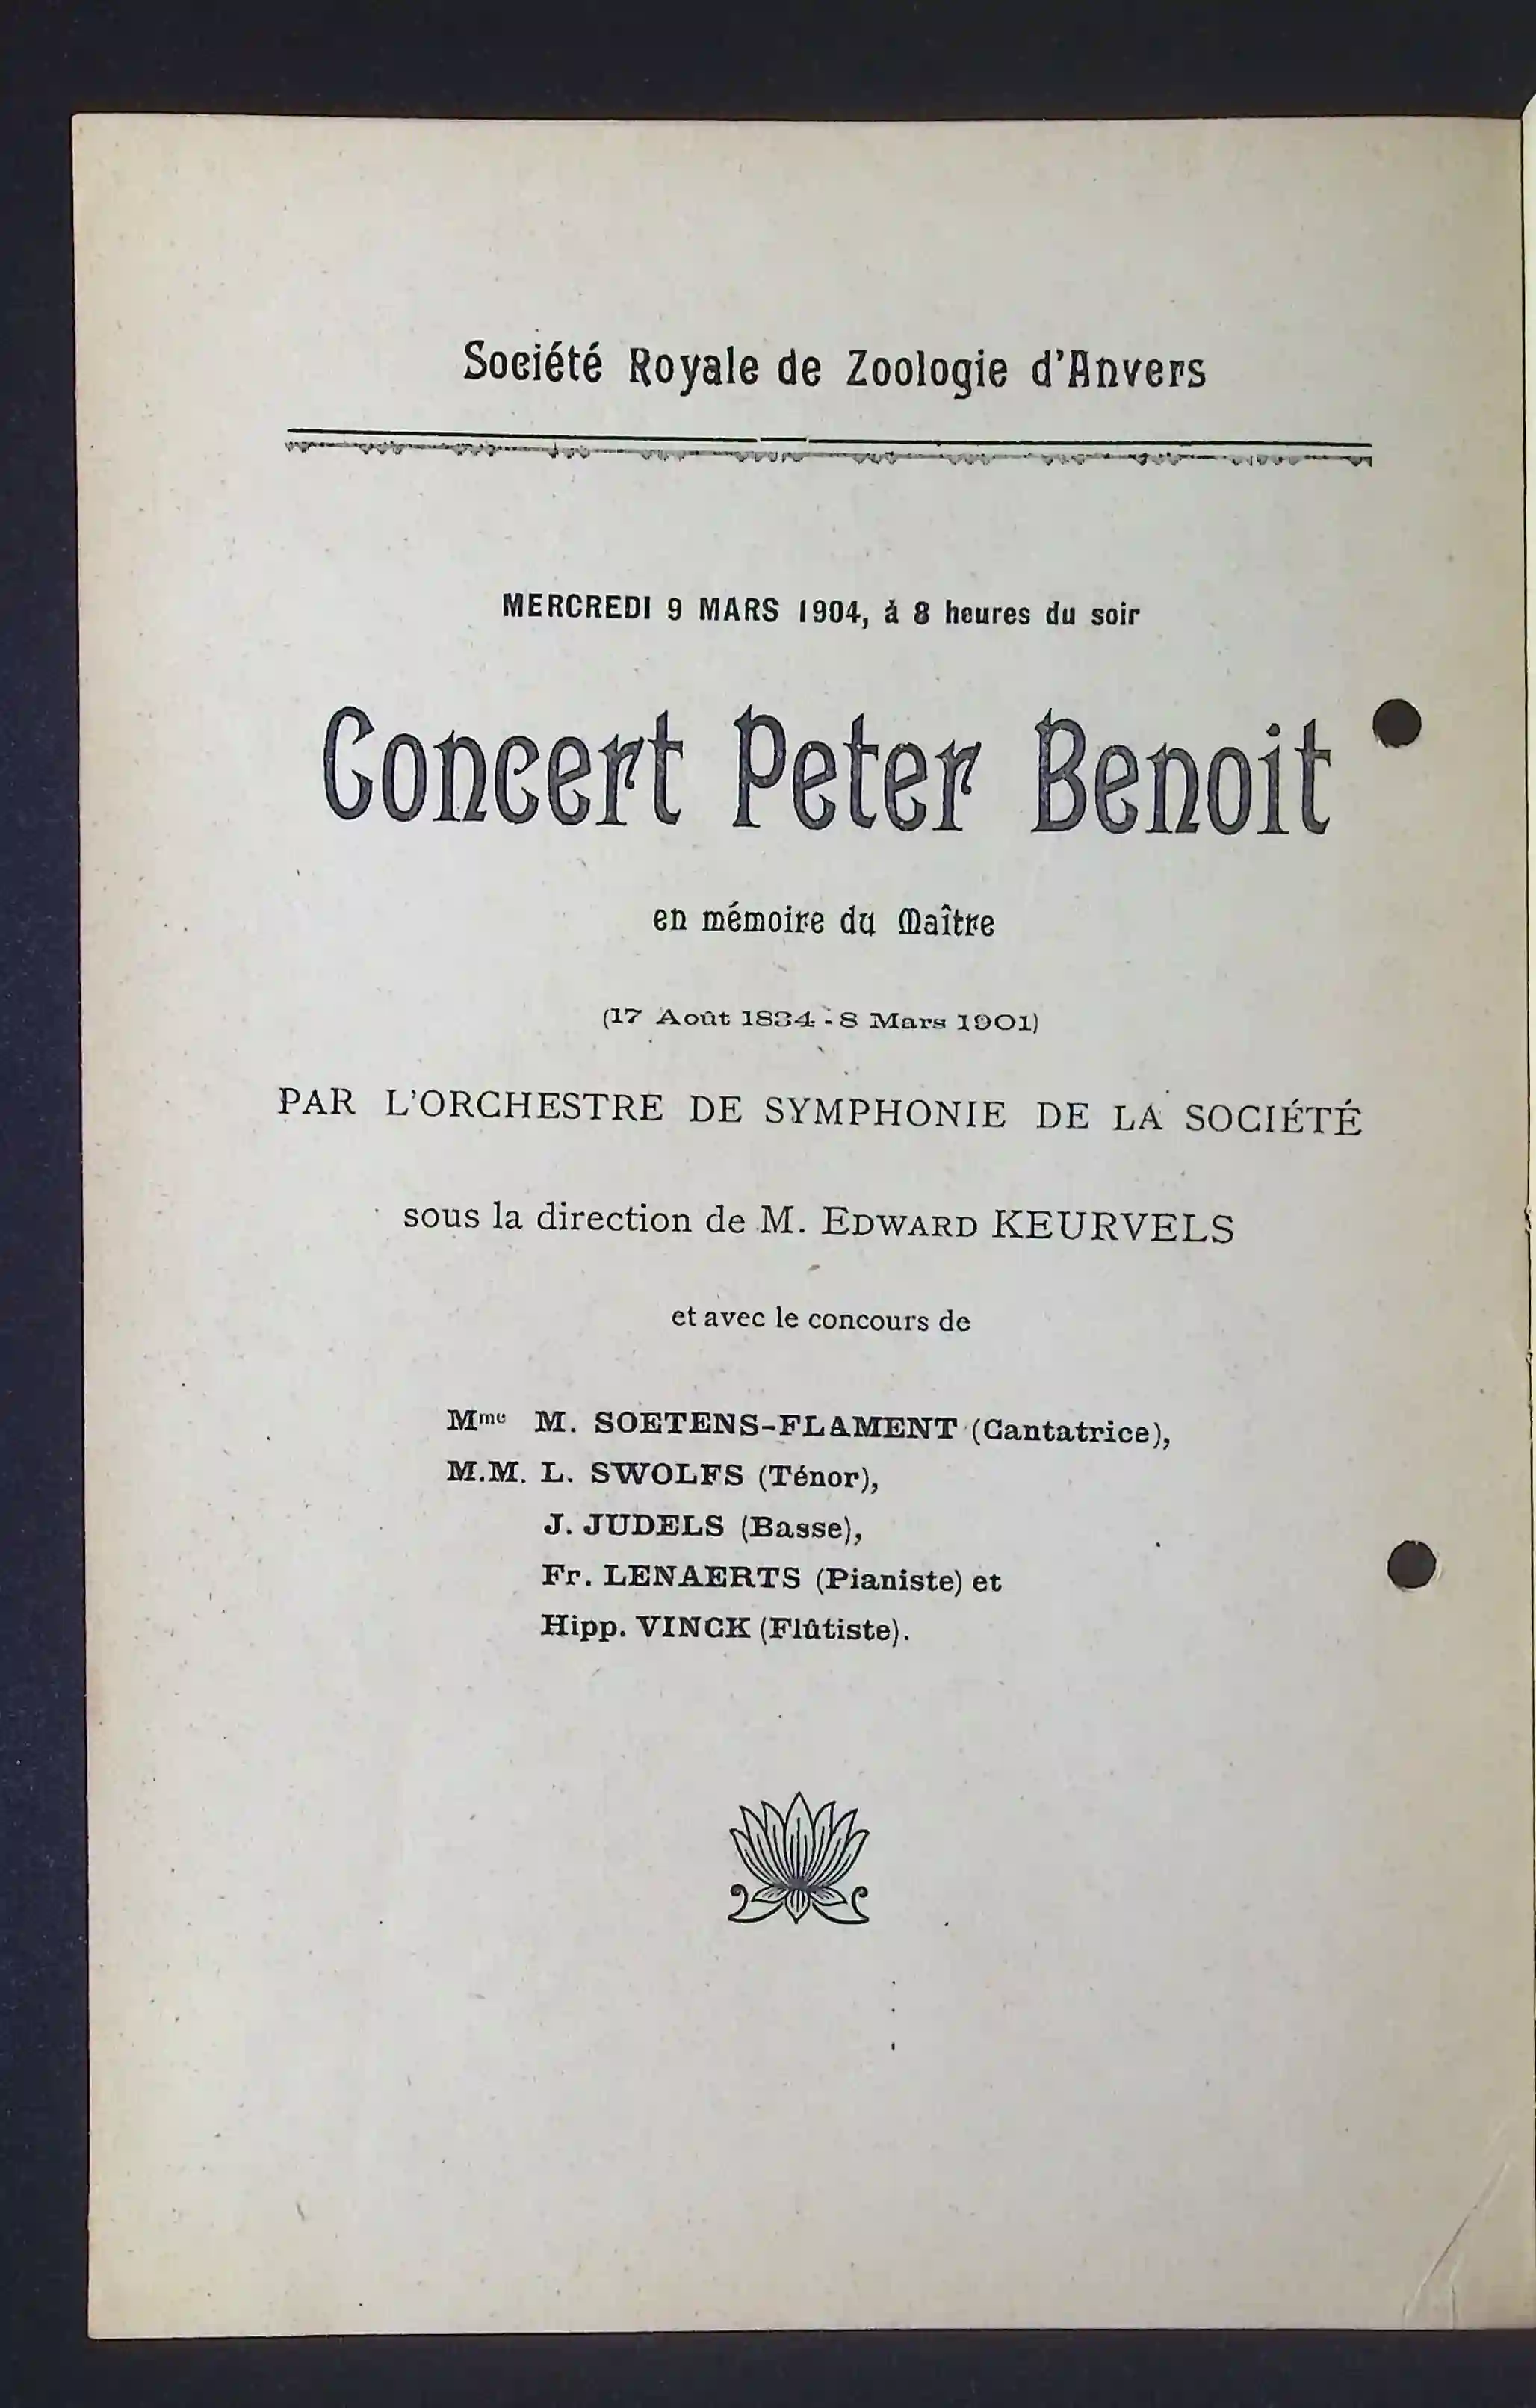 Société Royale de Zoologie d'Anvers
MERCREDI 9 MARS 1904, à 8 heures du soir
Concert Peter Benoit
en mémoire du Maître
(17 Août 1834 - 8 Mars 1901)
PAR L'ORCHESTRE DE SYMPHONIE DE LA SOCIÉTÉ
sous la direction de M. EDWARD KEURVELS
et avec le concours de
Mme M. SOETENS-FLAMENT (Cantatrice),
M.M. L. SWOLFS (Ténor),
J. JUDELS (Basse),
Fr. LENAERTS (Pianiste) et
Hipp. VINCK (Flûtiste).